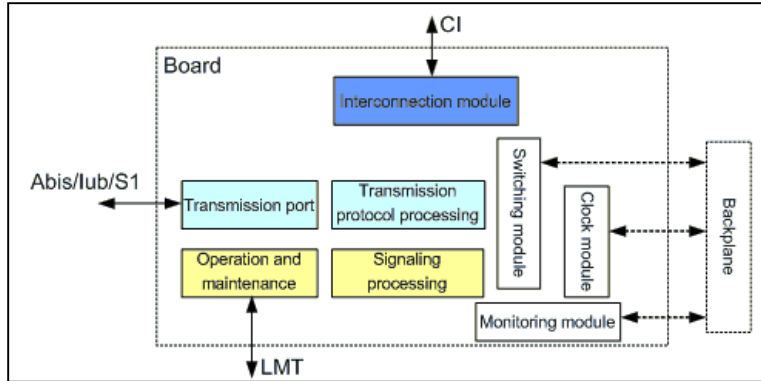 CI
Board
Interconnection module
Abis/Iub/S1
Transmission port
Transmission
protocol processing
Switching module
Clock module
Backplane
Operation and
maintenance
Signaling
processing
Monitoring module
LMT